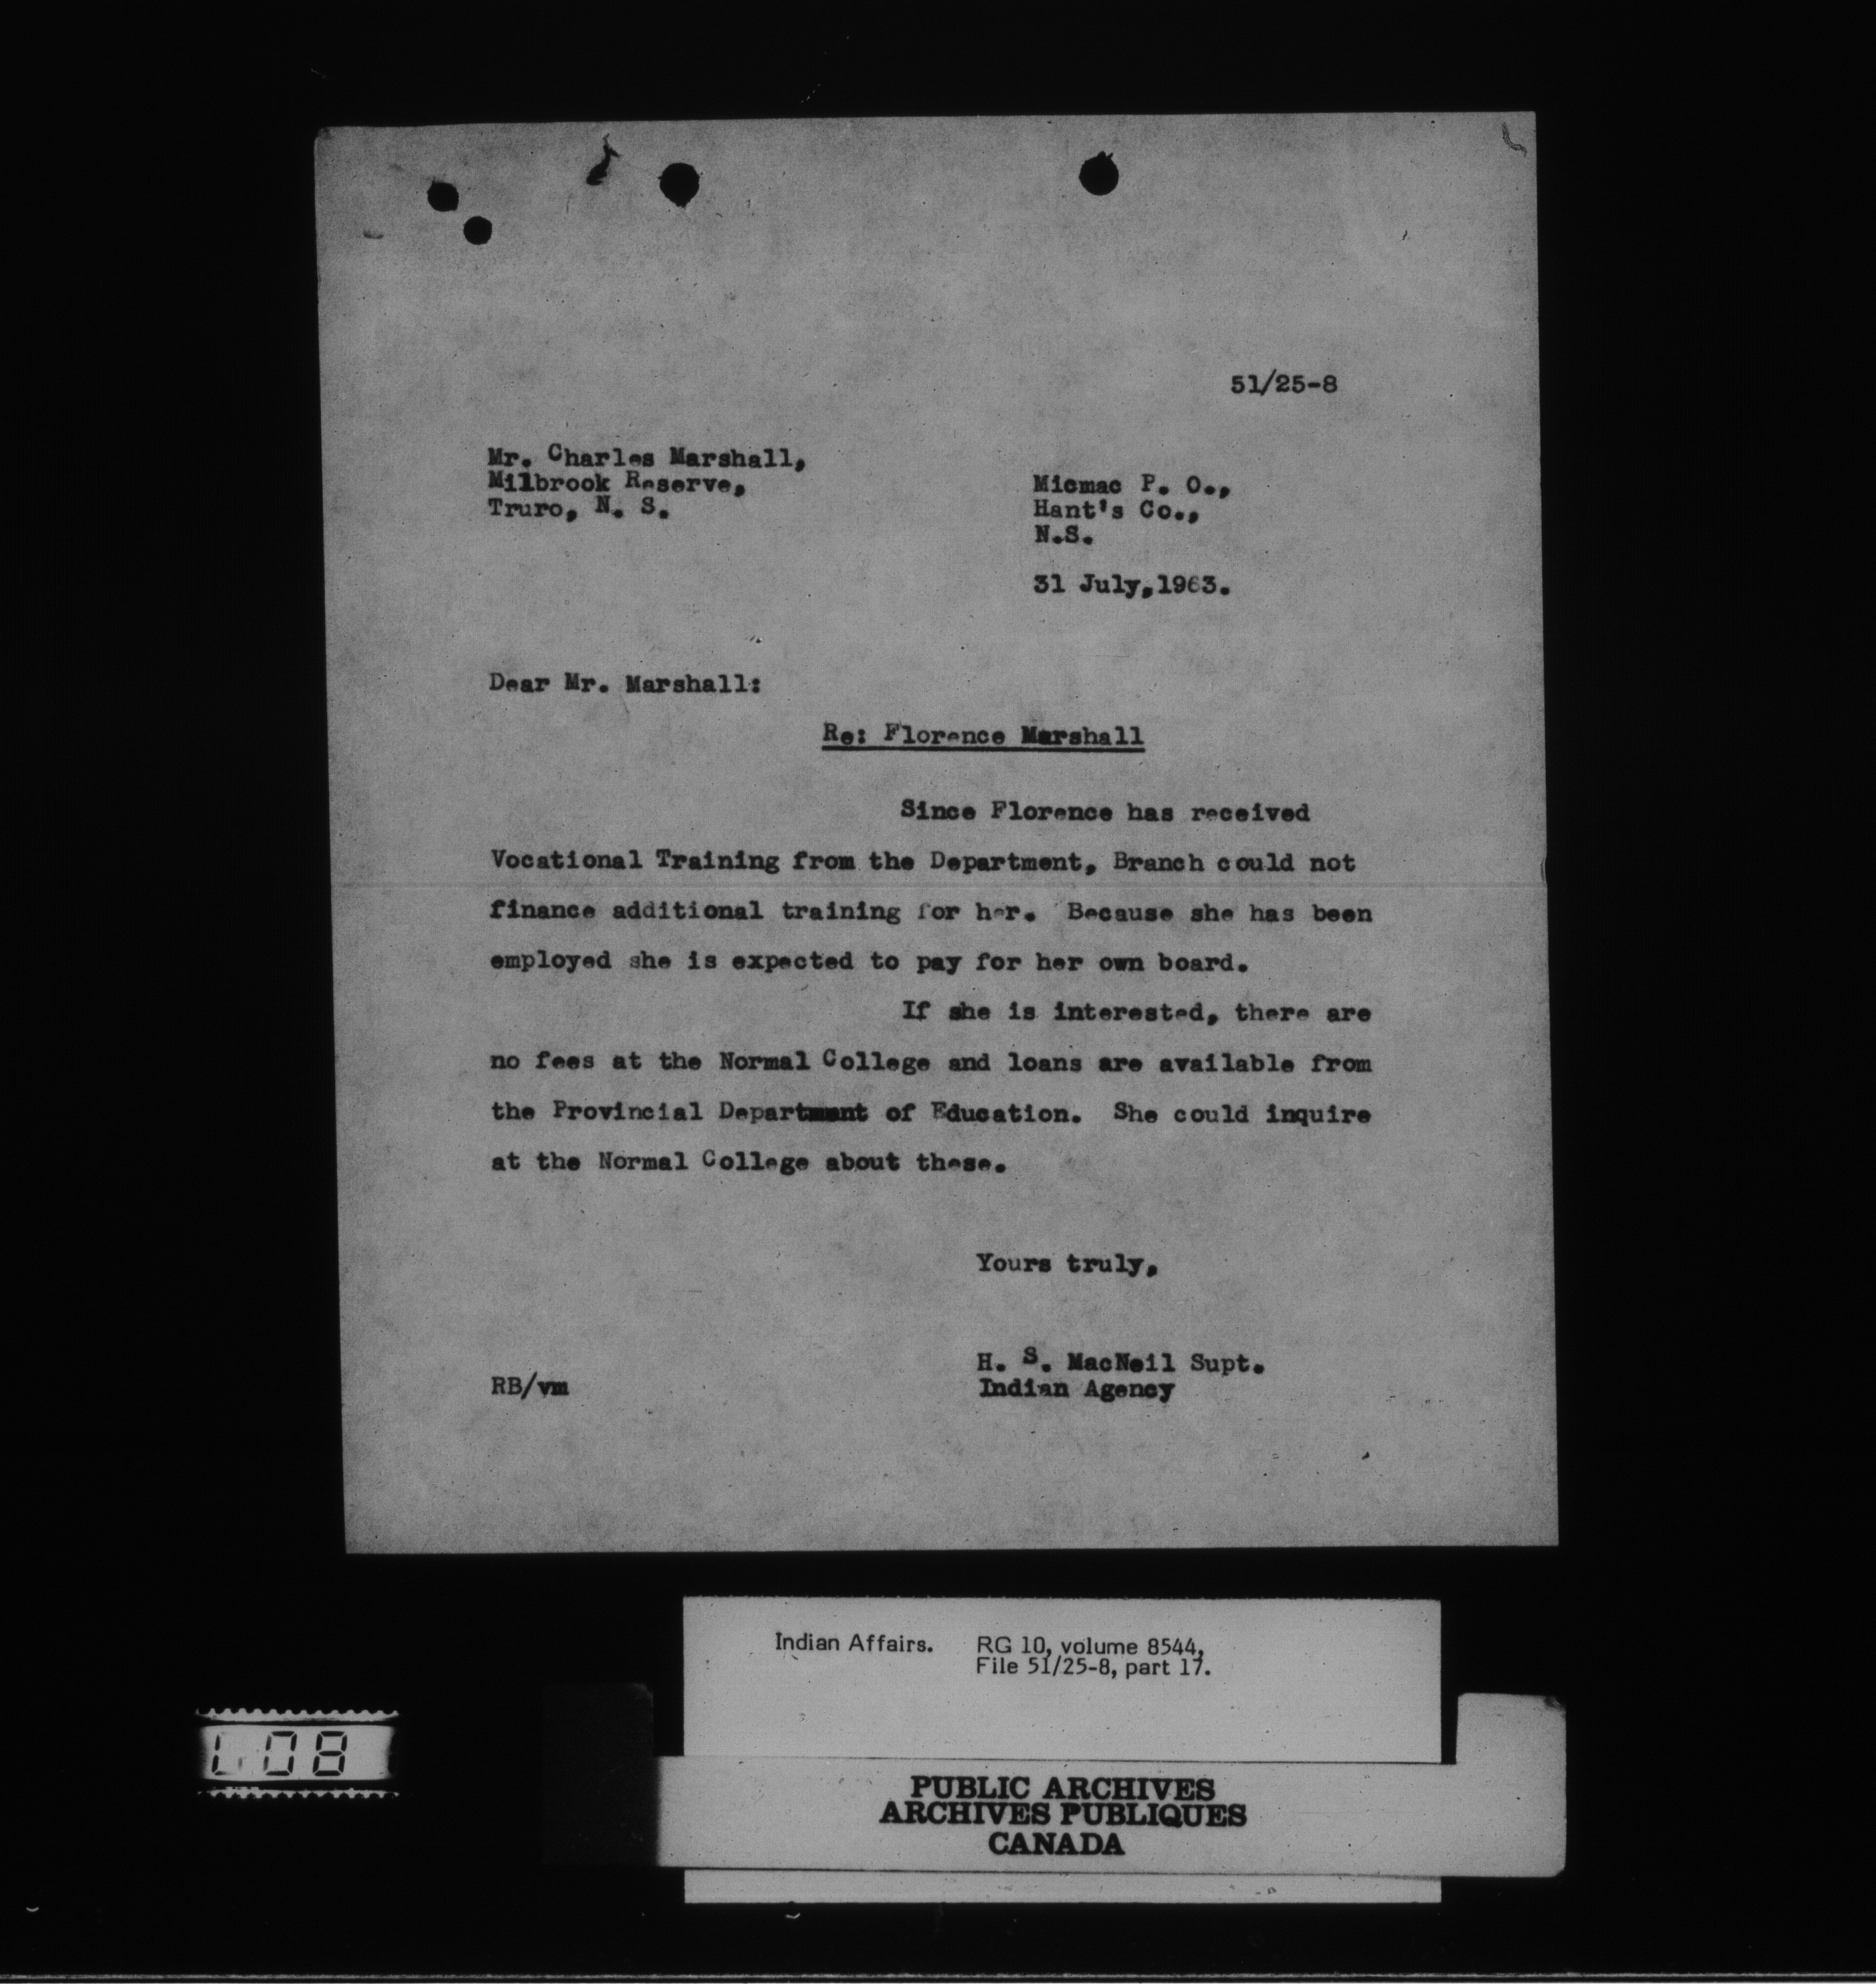 51/25-8
Mr. Charles Marshall,
Milbrook Reserve,
Truro, N. S.
Micmac P. O.,
Hant's Co.,
N.S.
31 July,1963.
Dear Mr. Marshall:
Re: Florence Marshall
Since Florence has received
Vocational Training from the Department, Branch could not
finance additional training for her. Because she has been
employed she is expected to pay for her own board.
If she is interested, there are
no fees at the Normal College and loans are available from
the Provincial Department of Education. She could inquire
at the Normal College about these.
Yours truly,
H. S. MacNeil Supt.
Indian Agency
RB/vm
Indian Affairs. RG 10, volume 8544,
File 51/25-8, part 17.
PUBLIC ARCHIVES
ARCHIVES PUBLIQUES
CANADA